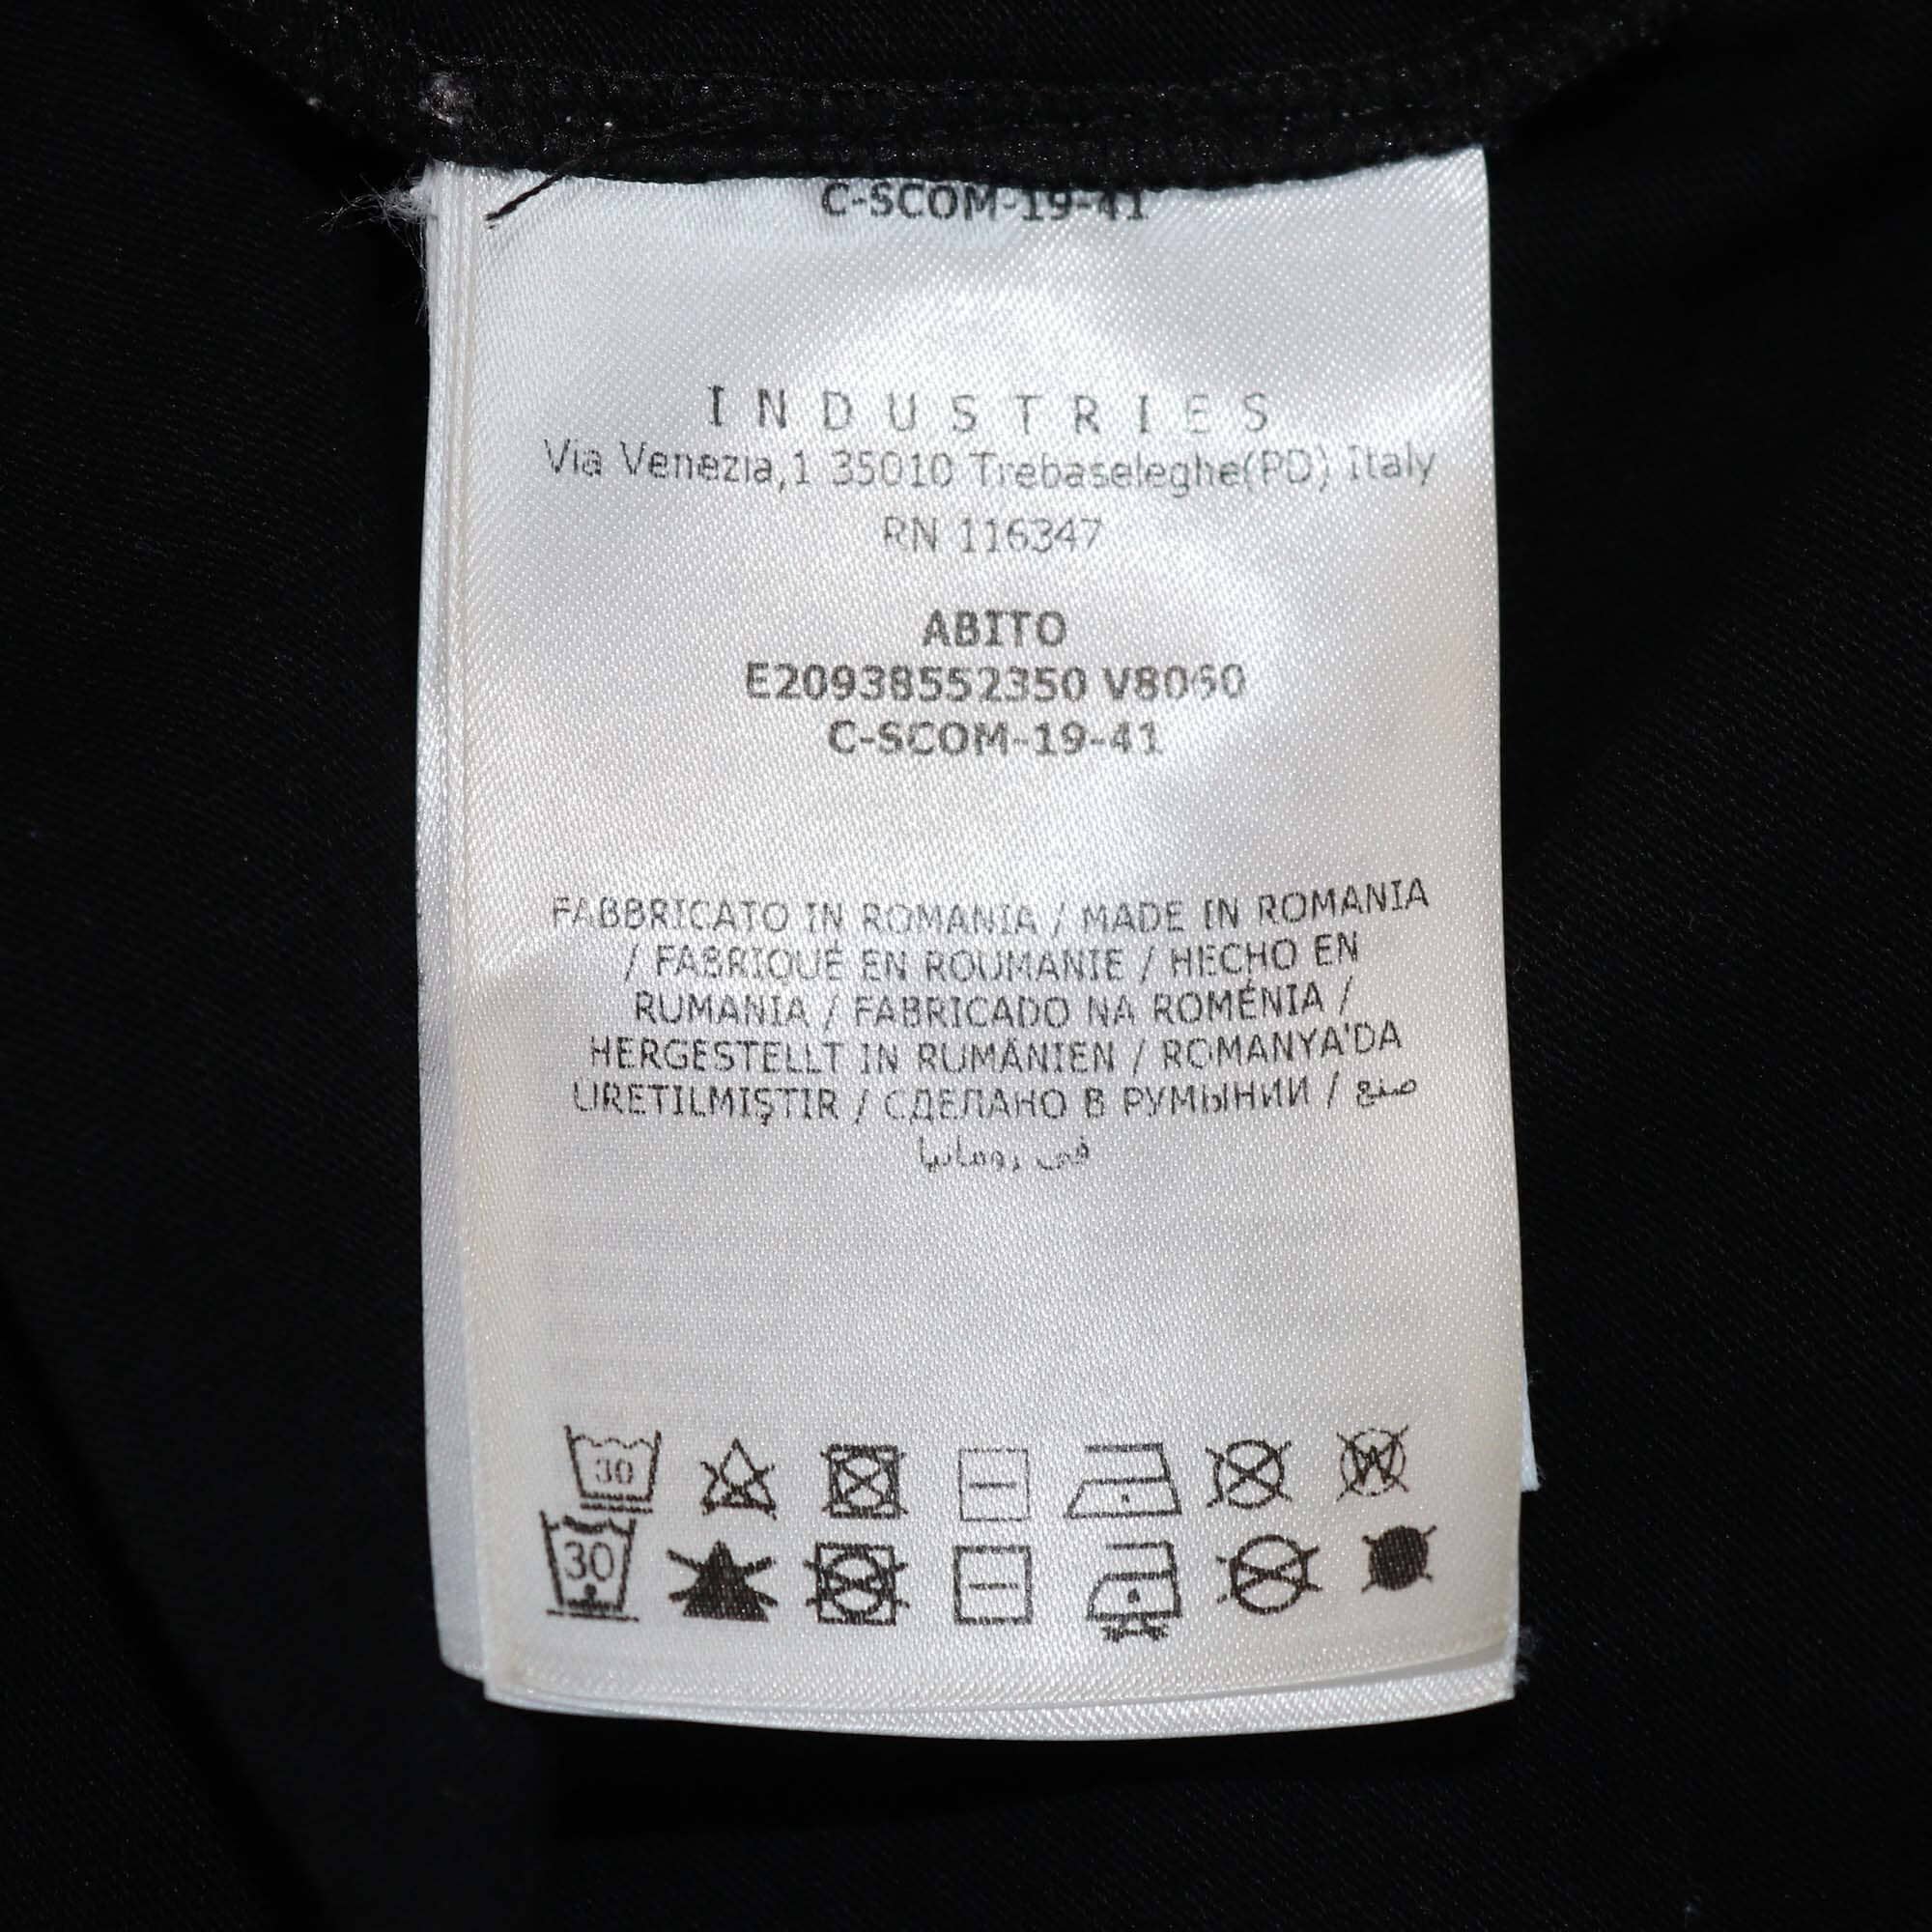 C-SCOM-19-41
INDUSTRIES
Via Venezia,1 35010 Trebaseleghe(PD) Italy
RN 116347
ABITO
E20938552350 V8060
C-SCOM-19-41
FABBRICATO IN ROMANIA / MADE IN ROMANIA
/ FABRIQUÉ EN ROUMANIE / HECHO EN
RUMANIA / FABRICADO NA ROMÉNIA /
HERGESTELLT IN RUMÄNIEN / ROMANYA'DA
ÜRETILMIŞTIR / СДЕЛАНО В РУМЫНИИ / صنع
في رومانيا
30 W
30